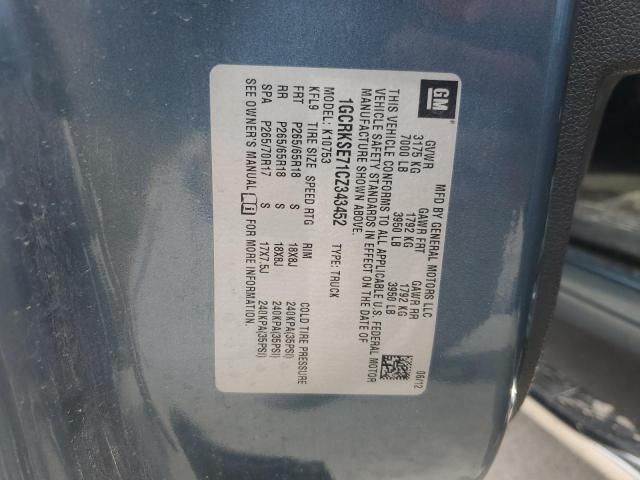 GM
MFD BY GENERAL MOTORS LLC
06/12
GVWR GAWR FRT GAWR RR
3175 KG 1792 KG 1792 KG
7000 LB 3950 LB 3950 LB
THIS VEHICLE CONFORMS TO ALL APPLICABLE U.S. FEDERAL MOTOR
VEHICLE SAFETY STANDARDS IN EFFECT ON THE DATE OF
MANUFACTURE SHOWN ABOVE.
1GCRKSE71CZ343452 TYPE: TRUCK
MODEL: K10753
KFL9 TIRE SIZE SPEED RTG RIM COLD TIRE PRESSURE
FRT P265/65R18 S 18X8J 240KPA(35PSI)
RR P265/65R18 S 18X8J 240KPA(35PSI)
SPA P265/70R17 S 17X7.5J 240KPA(35PSI)
SEE OWNER'S MANUAL FOR MORE INFORMATION.